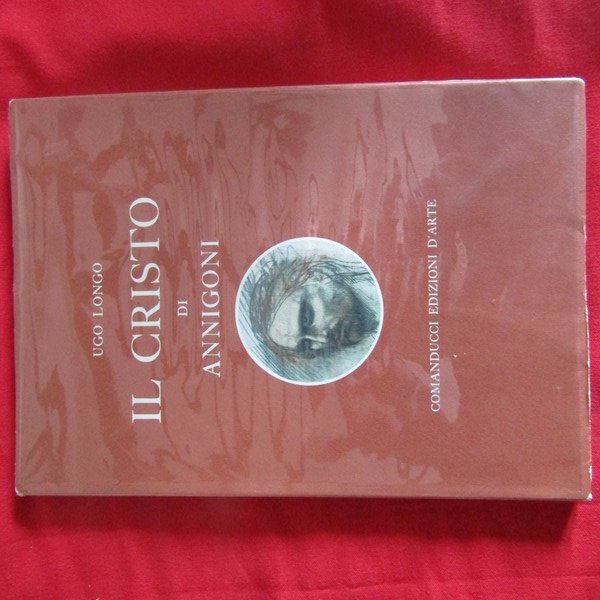 UGO LONGO
IL CRISTO
DI
ANNIGONI
COMANDUCCI EDIZIONI D'ARTE